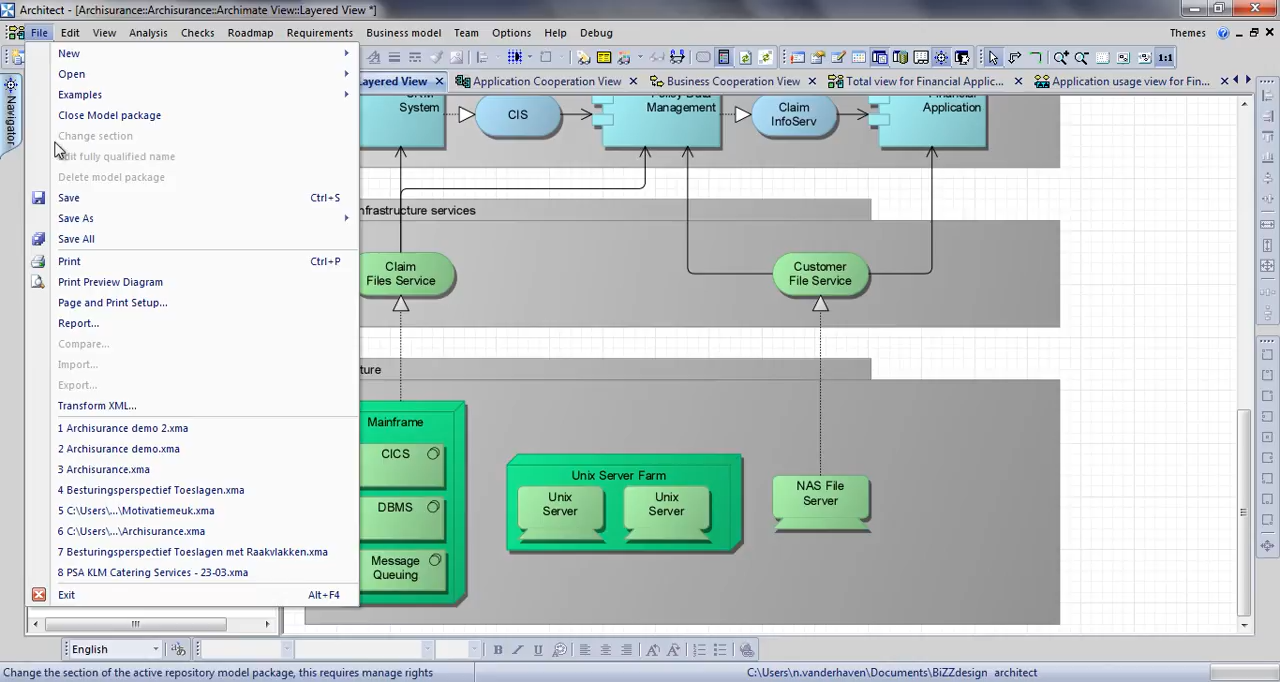 Architect - [Archisurance::Archisurance::Archimate View::Layered View *]
File Edit View Analysis Checks Roadmap Requirements Business model Team Options Help Debug Themes
Layered View Application Cooperation View Business Cooperation View Total view for Financial Applic... Application usage view for Fin...
Navigator
New
Open
Examples
Close Model package
Change section
Edit fully qualified name
Delete model package
Save Ctrl+S
Save As
Save All
Print Ctrl+P
Print Preview Diagram
Page and Print Setup...
Report...
Compare...
Import...
Export...
Transform XML...
1 Archisurance demo 2.xma
2 Archisurance demo.xma
3 Archisurance.xma
4 Besturingsperspectief Toeslagen.xma
5 C:\Users\...\Motivatiemeuk.xma
6 C:\Users\...\Archisurance.xma
7 Besturingsperspectief Toeslagen met Raakvlakken.xma
8 PSA KLM Catering Services - 23-03.xma
Exit Alt+F4
System
CIS
Management
Claim
InfoServ
Financial
Application
nfrastructure services
Claim
Files Service
Customer
File Service
ture
Mainframe
CICS
DBMS
Message
Queuing
Unix Server Farm
Unix
Server
Unix
Server
NAS File
Server
1:1
English
B I U
Change the section of the active repository model package, this requires manage rights
C:\Users\n.vanderhaven\Documents\BiZZdesign architect